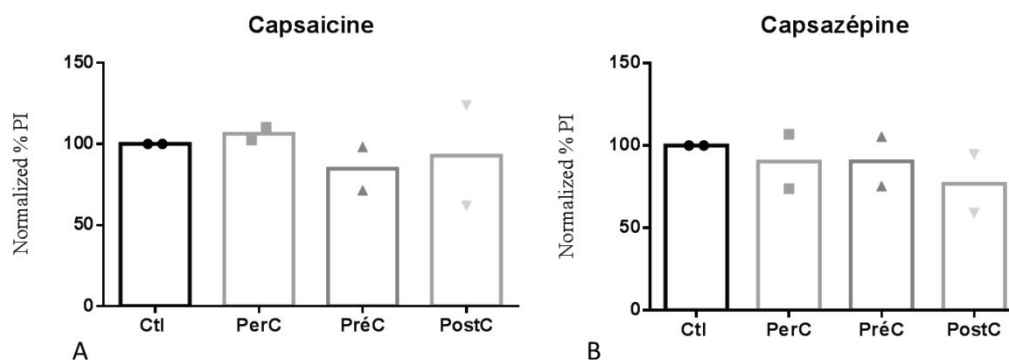 Capsaicine
Normalized % PI
150
100
50
0
Ctl PerC PréC PostC
A
Capsazépine
Normalized % PI
150
100
50
0
Ctl PerC PréC PostC
B